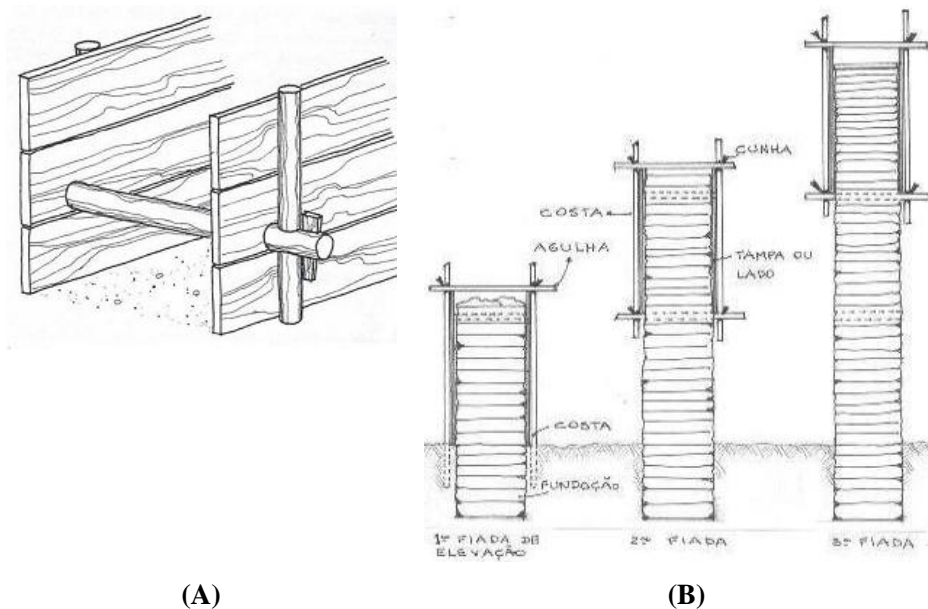 CUNHA
COSTA
AGULHA
TAMPA OU
LADO
COSTA
FUNDAÇÃO
1ª FIADA DE
ELEVAÇÃO
2ª FIADA
3ª FIADA
(A)
(B)